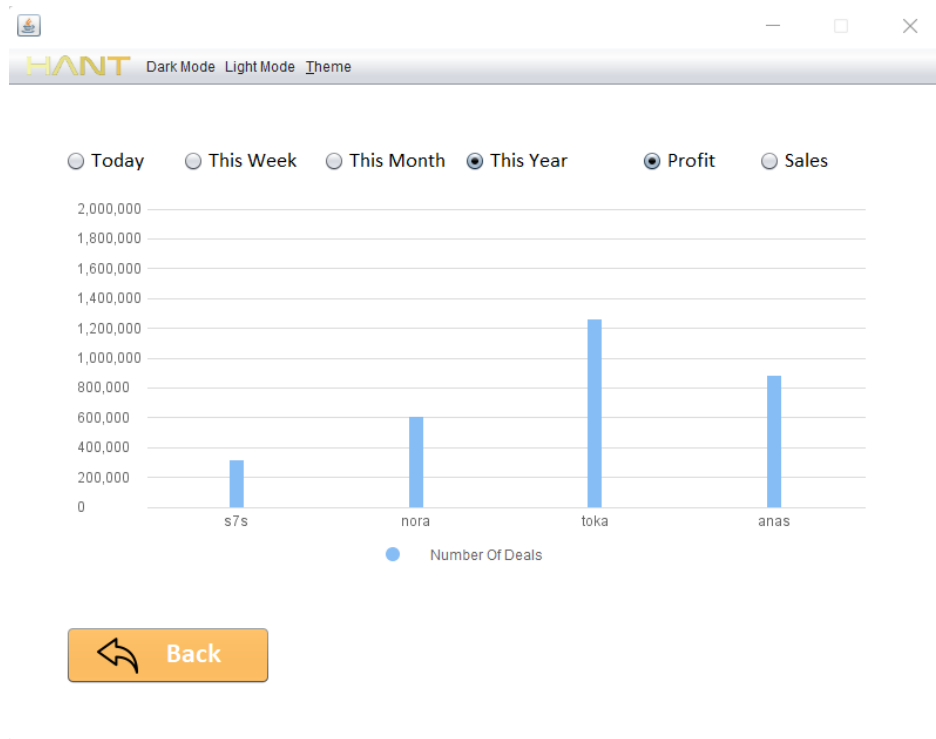 HANT Dark Mode Light Mode Theme
Today This Week This Month This Year Profit Sales
2,000,000
1,800,000
1,600,000
1,400,000
1,200,000
1,000,000
800,000
600,000
400,000
200,000
0
s7s nora toka anas
Number Of Deals
Back